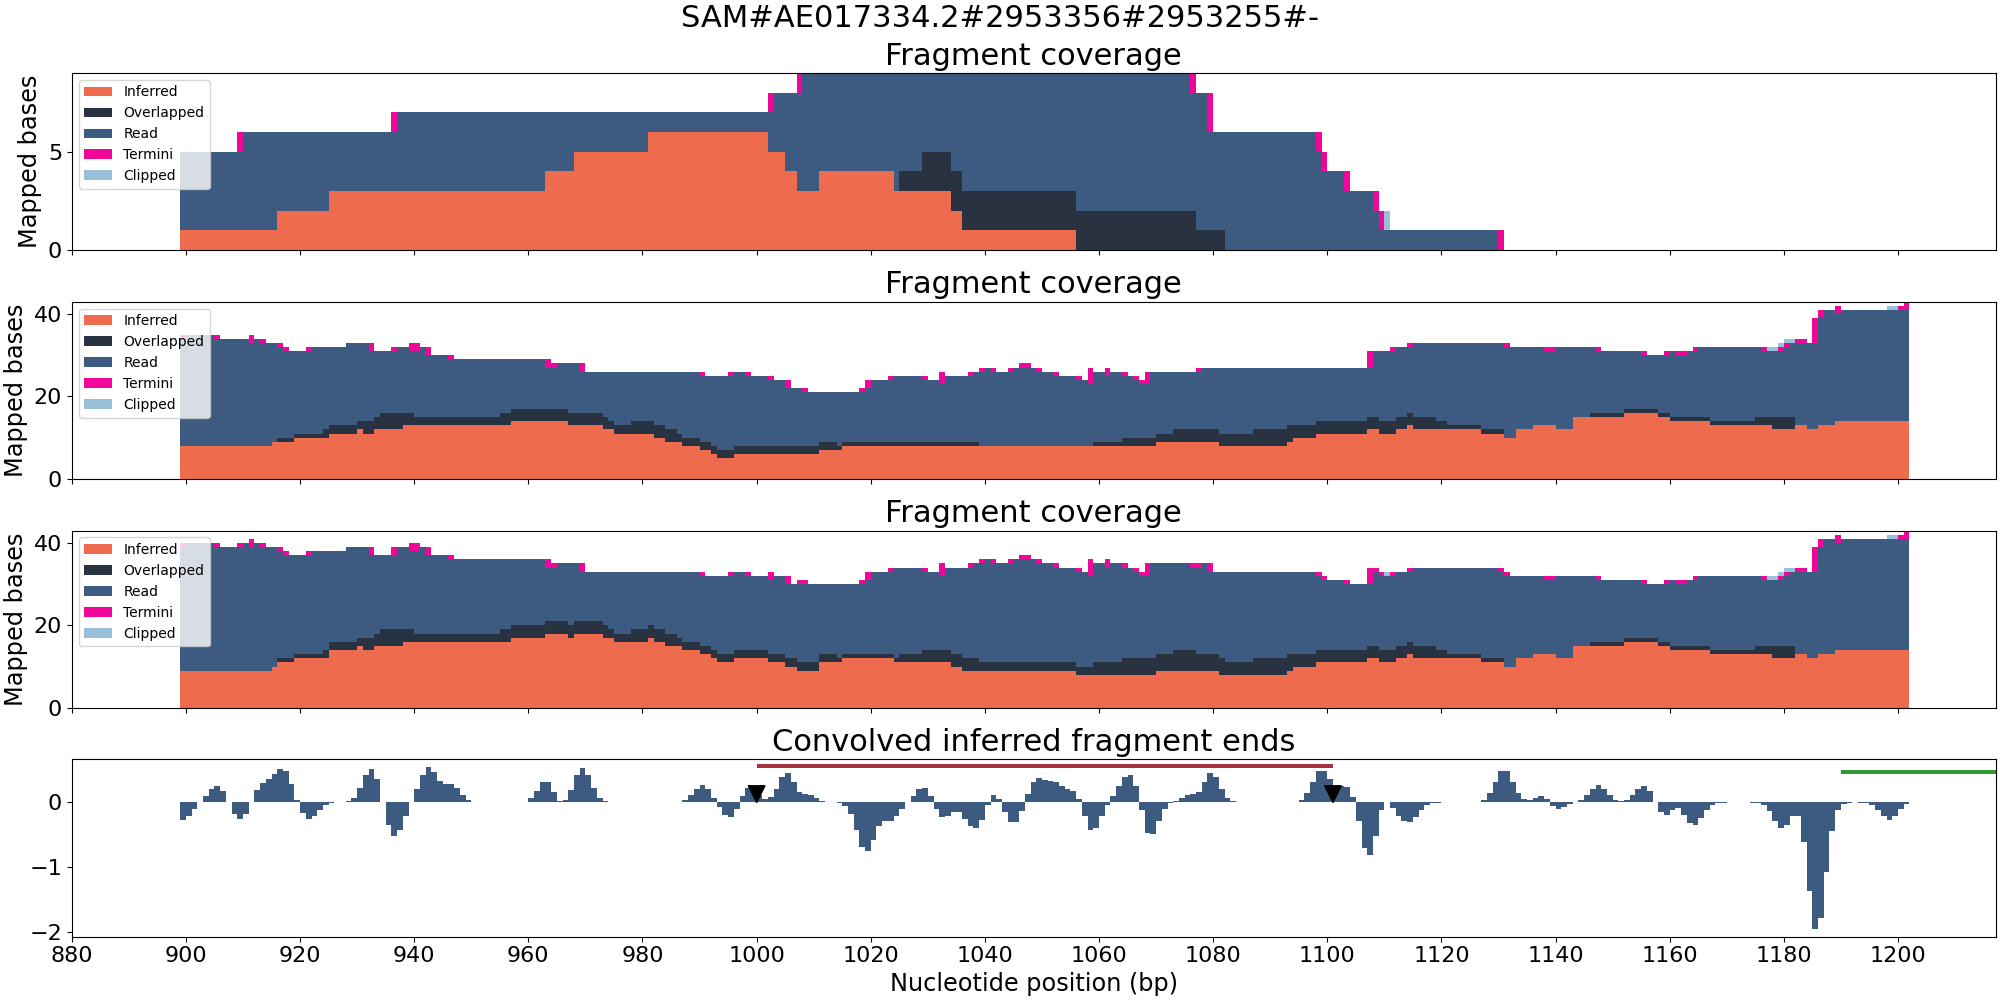 SAM#AE017334.2#2953356#2953255#-
Fragment coverage
Mapped bases
5
0
Inferred
Overlapped
Read
Termini
Clipped
Fragment coverage
Mapped bases
40
20
0
Inferred
Overlapped
Read
Termini
Clipped
Fragment coverage
Mapped bases
40
20
0
Inferred
Overlapped
Read
Termini
Clipped
Convolved inferred fragment ends
0
−1
−2
880 900 920 940 960 980 1000 1020 1040 1060 1080 1100 1120 1140 1160 1180 1200
Nucleotide position (bp)